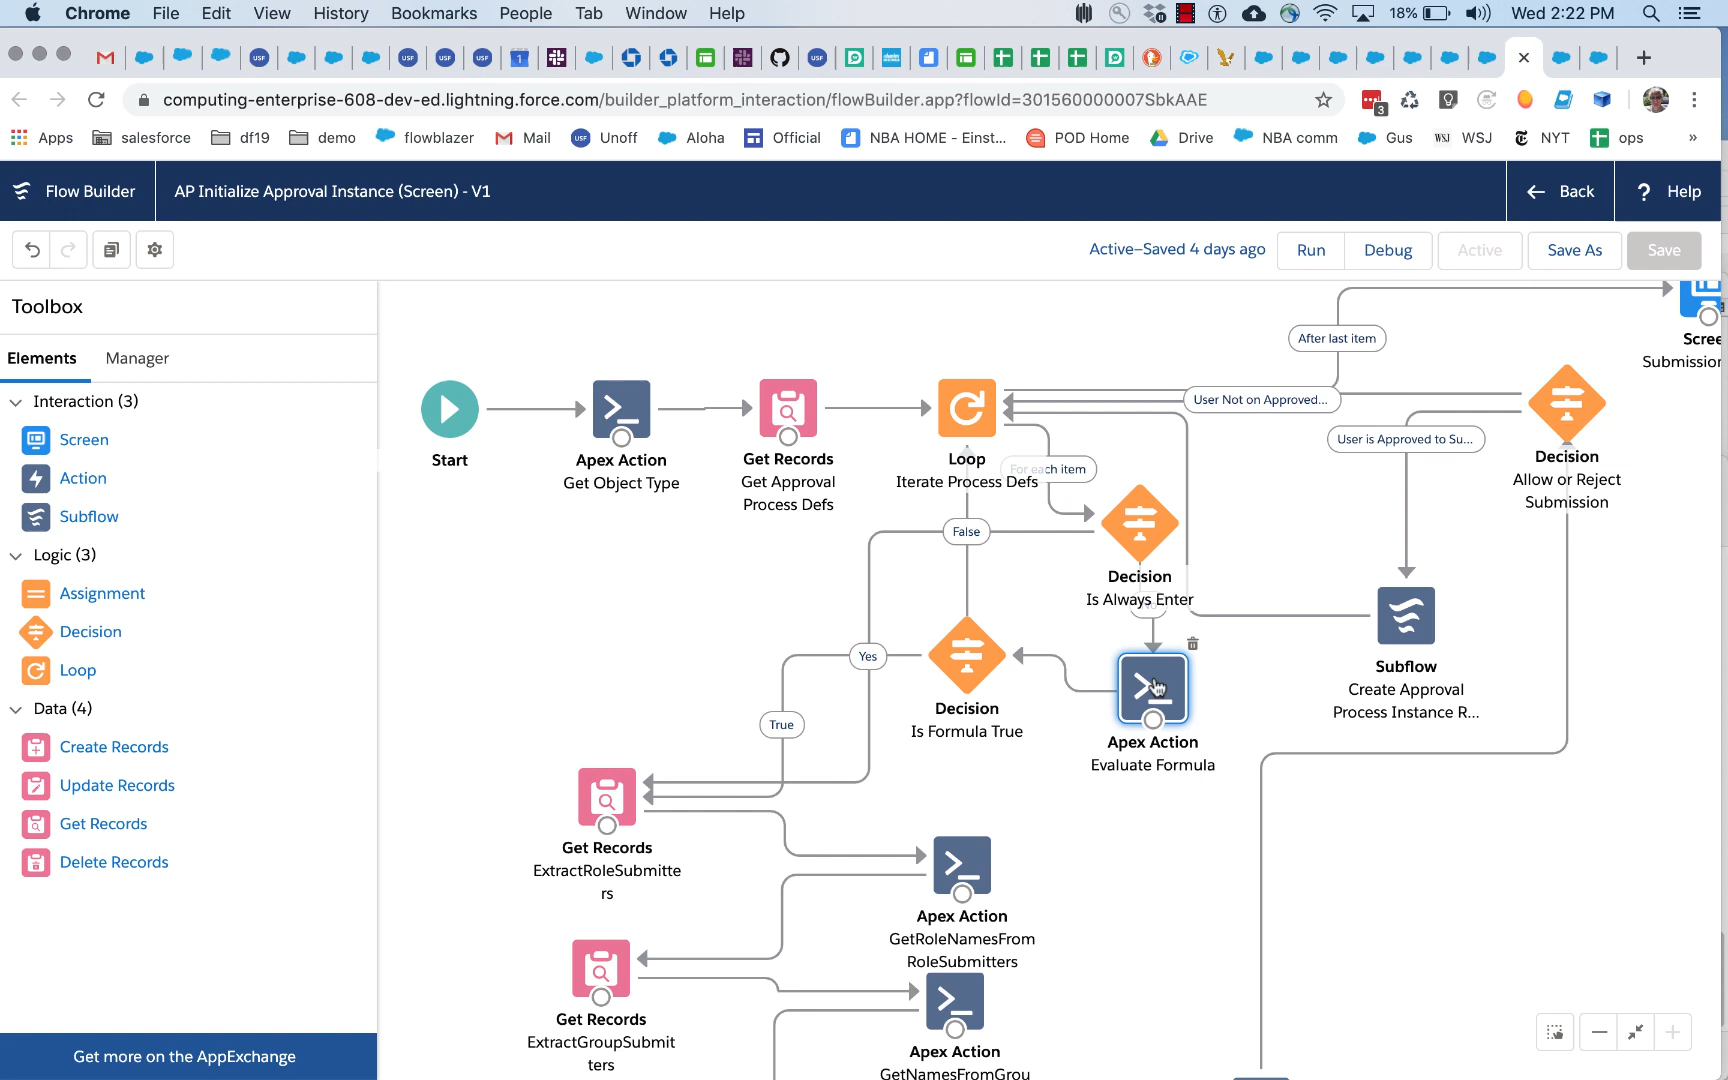 Chrome File Edit View History Bookmarks People Tab Window Help 18% Wed 2:22 PM
computing-enterprise-608-dev-ed.lightning.force.com/builder_platform_interaction/flowBuilder.app?flowId=301560000007SbkAAE
3
Apps salesforce df19 demo flowblazer Mail Unoff Aloha Official NBA HOME - Einst... POD Home Drive NBA comm Gus WSJ WSJ NYT ops »
Flow Builder AP Initialize Approval Instance (Screen) - V1 Back ? Help
Active–Saved 4 days ago Run Debug Active Save As Save
Toolbox
Elements Manager
Interaction (3)
Screen
Action
Subflow
Logic (3)
Assignment
Decision
Loop
Data (4)
Create Records
Update Records
Get Records
Delete Records
Get more on the AppExchange
After last item
Scree
Submission
User Not on Approved...
User is Approved to Su...
Start
Apex Action
Get Object Type
Get Records
Get Approval
Process Defs
Loop
Iterate Process Defs
For each item
Decision
Allow or Reject
Submission
False
Decision
Is Always Enter
No
Yes
Decision
Is Formula True
Subflow
Create Approval
Process Instance R...
True
Apex Action
Evaluate Formula
Get Records
ExtractRoleSubmitte
rs
Apex Action
GetRoleNamesFrom
RoleSubmitters
Get Records
ExtractGroupSubmit
ters
Apex Action
GetNamesFromGrou